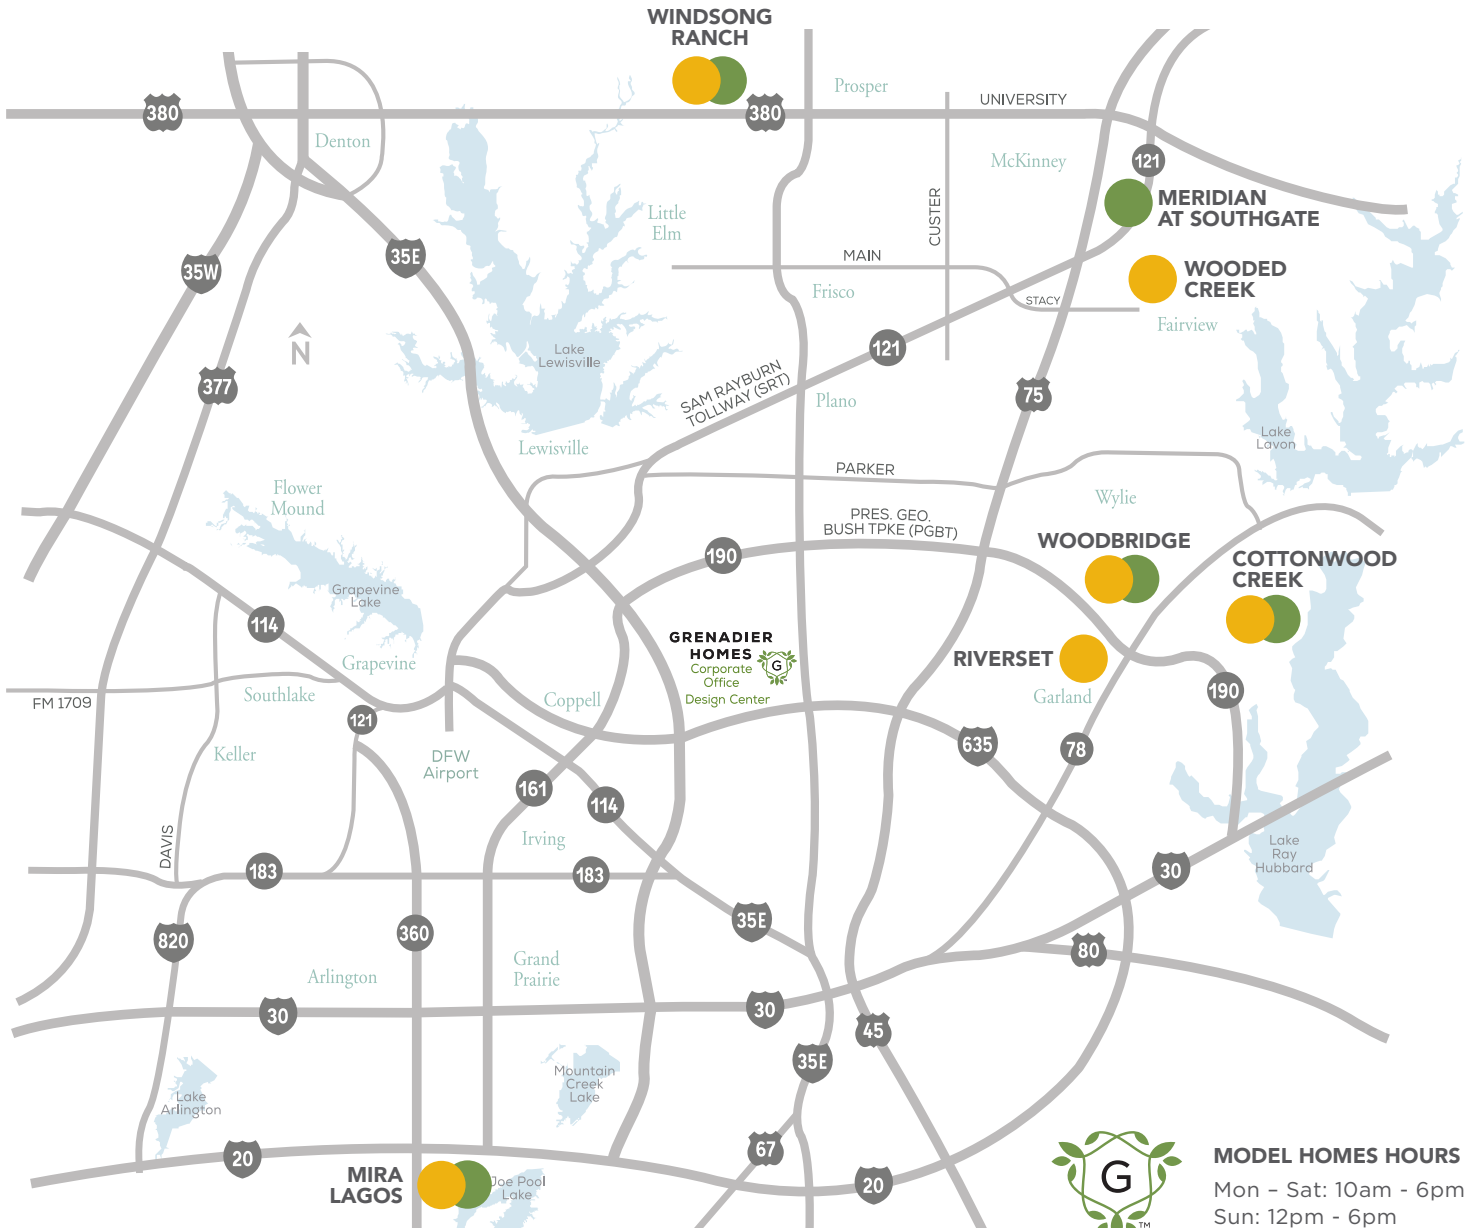 WINDSONG
RANCH
380
380
Prosper
UNIVERSITY
Denton
McKinney
121
MERIDIAN
AT SOUTHGATE
Little
Elm
CUSTER
35E
35W
MAIN
WOODED
CREEK
Frisco
STACY
Fairview
N
Lake
Lewisville
121
377
SAM RAYBURN
TOLLWAY (SRT)
Plano
75
Lake
Lavon
Lewisville
PARKER
Flower
Mound
Wylie
PRES. GEO.
BUSH TPKE (PGBT)
190
WOODBRIDGE
COTTONWOOD
CREEK
Grapevine
Lake
114
GRENADIER
HOMES
Corporate
Office
Design Center
G
Grapevine
RIVERSET
Southlake
FM 1709
Coppell
Garland
190
121
Keller
DFW
Airport
635
78
161
114
Irving
DAVIS
183
183
Lake
Ray
Hubbard
30
35E
360
820
80
Arlington
Grand
Prairie
30
30
45
35E
Mountain
Creek
Lake
Lake
Arlington
67
20
20
MIRA
LAGOS
Joe Pool
Lake
G
TM
MODEL HOMES HOURS
Mon – Sat: 10am - 6pm
Sun: 12pm - 6pm